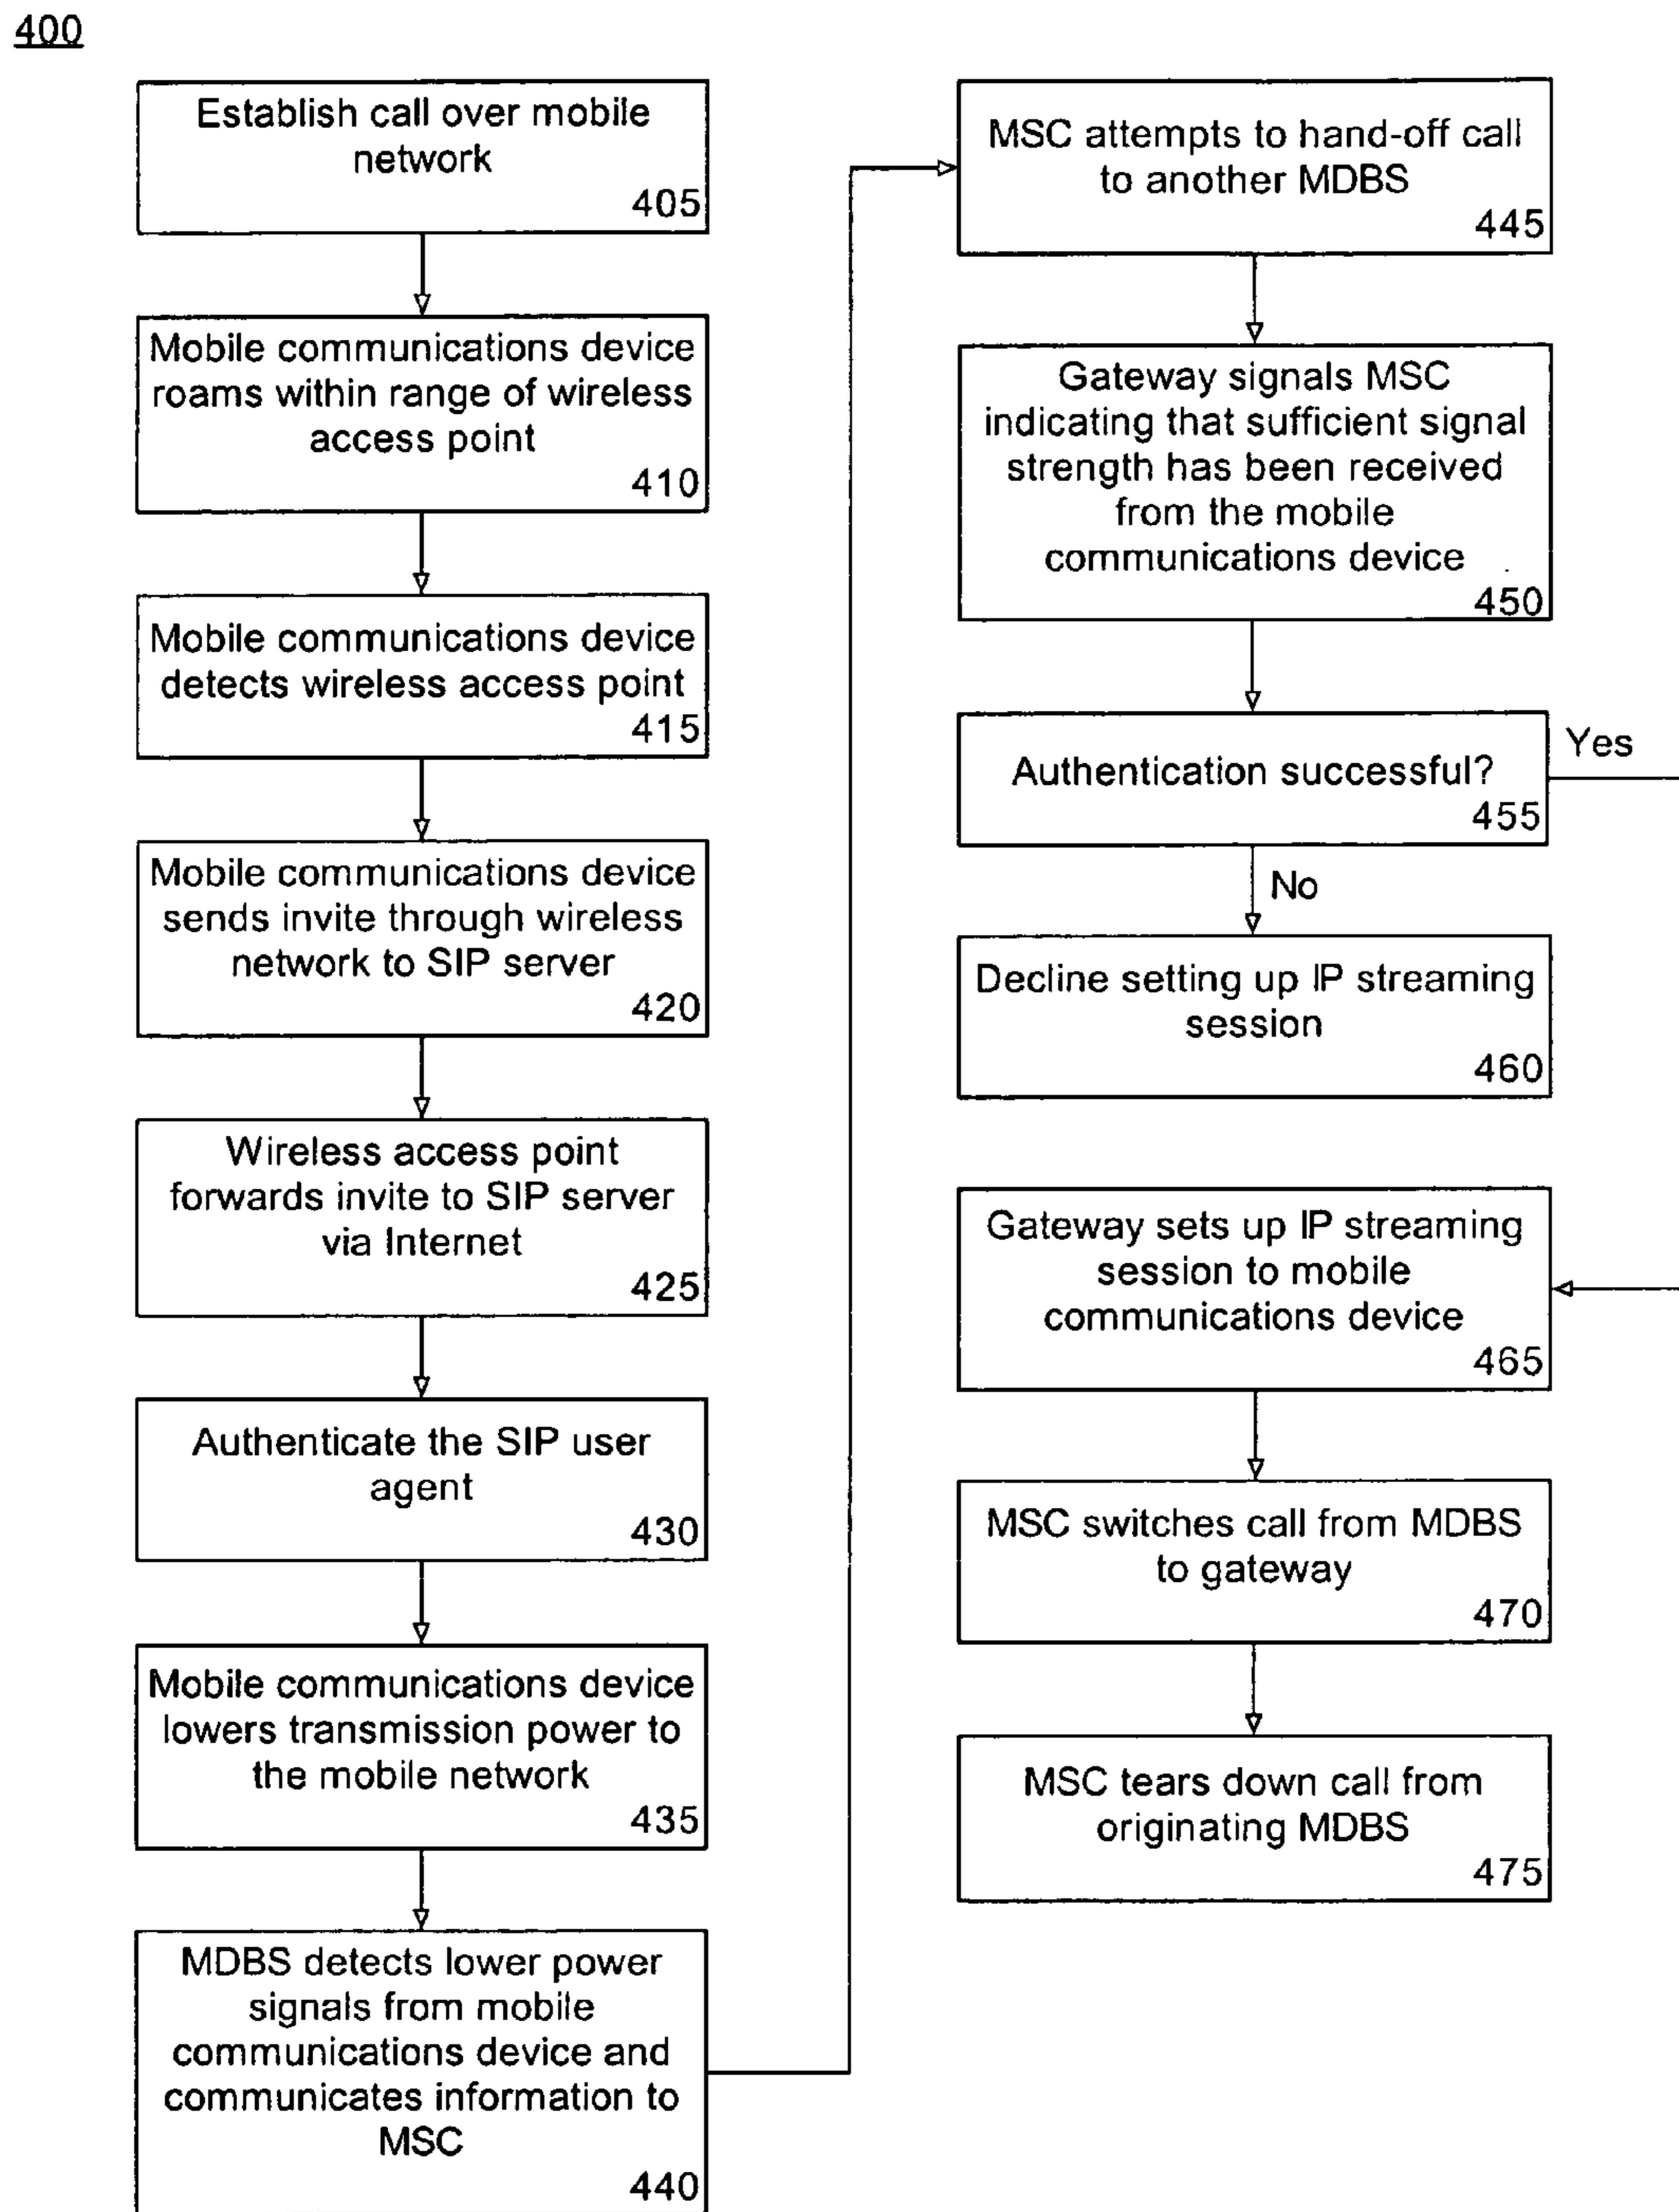 400
Establish call over mobile
network
405
Mobile communications device
roams within range of wireless
access point
410
Mobile communications device
detects wireless access point
415
Mobile communications device
sends invite through wireless
network to SIP server
420
Wireless access point
forwards invite to SIP server
via Internet
425
Authenticate the SIP user
agent
430
Mobile communications device
lowers transmission power to
the mobile network
435
MDBS detects lower power
signals from mobile
communications device and
communicates information to
MSC
440
MSC attempts to hand-off call
to another MDBS
445
Gateway signals MSC
indicating that sufficient signal
strength has been received
from the mobile
communications device
450
Authentication successful?
455
Yes
No
Decline setting up IP streaming
session
460
Gateway sets up IP streaming
session to mobile
communications device
465
MSC switches call from MDBS
to gateway
470
MSC tears down call from
originating MDBS
475